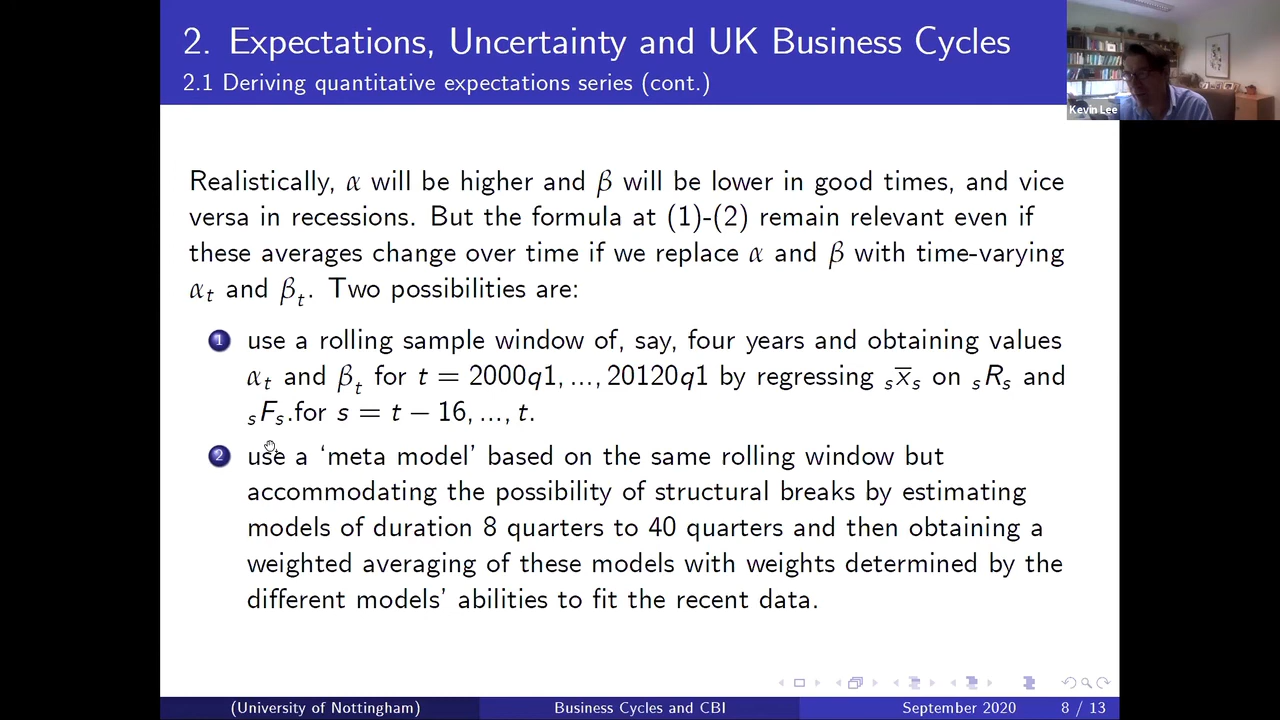 2. Expectations, Uncertainty and UK Business Cycles
2.1 Deriving quantitative expectations series (cont.)
Kevin Lee
Realistically, α will be higher and β will be lower in good times, and vice
versa in recessions. But the formula at (1)-(2) remain relevant even if
these averages change over time if we replace α and β with time-varying
αₜ and βₜ. Two possibilities are:
1 use a rolling sample window of, say, four years and obtaining values
αₜ and βₜ for t = 2000q1, ..., 20120q1 by regressing ₛx̅ₛ on ₛRₛ and
ₛFₛ.for s = t − 16, ..., t.
2 use a ‘meta model’ based on the same rolling window but
accommodating the possibility of structural breaks by estimating
models of duration 8 quarters to 40 quarters and then obtaining a
weighted averaging of these models with weights determined by the
different models’ abilities to fit the recent data.
(University of Nottingham) Business Cycles and CBI September 2020 8 / 13